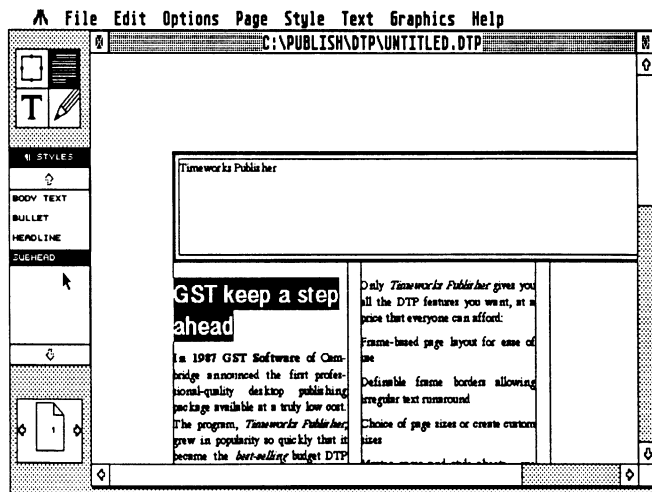 File Edit Options Page Style Text Graphics Help
C:\PUBLISH\DTP\UNTITLED.DTP
T
¶ STYLES
BODY TEXT
BULLET
HEADLINE
SUBHEAD
1
Timeworks Publisher
GST keep a step
ahead
In 1987 GST Software of Cam-
bridge announced the first profes-
sional-quality desktop publishing
package available at a truly low cost.
The program, Timeworks Publisher,
grew in popularity so quickly that it
became the best-selling budget DTP
Only Timeworks Publisher gives you
all the DTP features you want, at a
price that everyone can afford:
Frame-based page layout for ease of
use
Definable frame borders allowing
irregular text runaround
Choice of page sizes or create custom
sizes